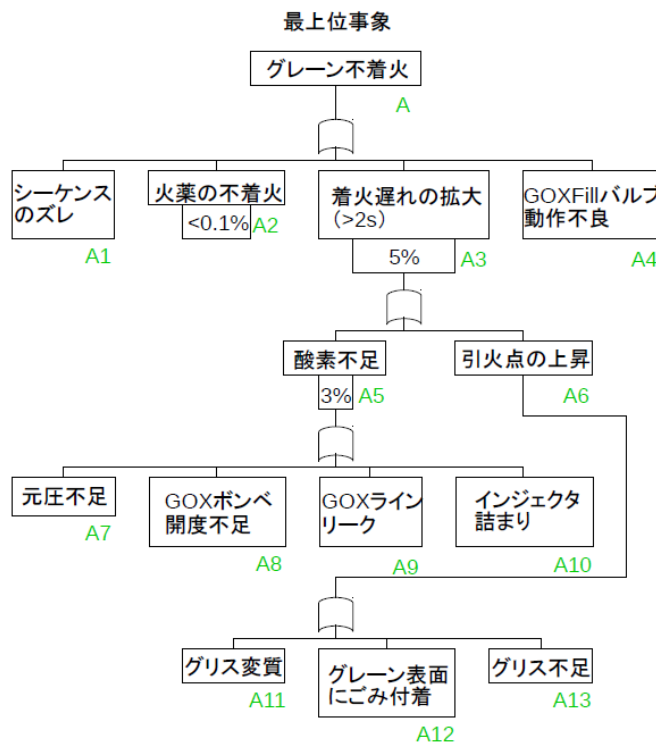 最上位事象
グレーン不着火
A
シーケンス
のズレ
A1
火薬の不着火
<0.1%
A2
着火遅れの拡大
(>2s)
5%
A3
GOXFillバルブ
動作不良
A4
酸素不足
3%
A5
引火点の上昇
A6
元圧不足
A7
GOXボンベ
開度不足
A8
GOXライン
リーク
A9
インジェクタ
詰まり
A10
グリス変質
A11
グレーン表面
にごみ付着
A12
グリス不足
A13